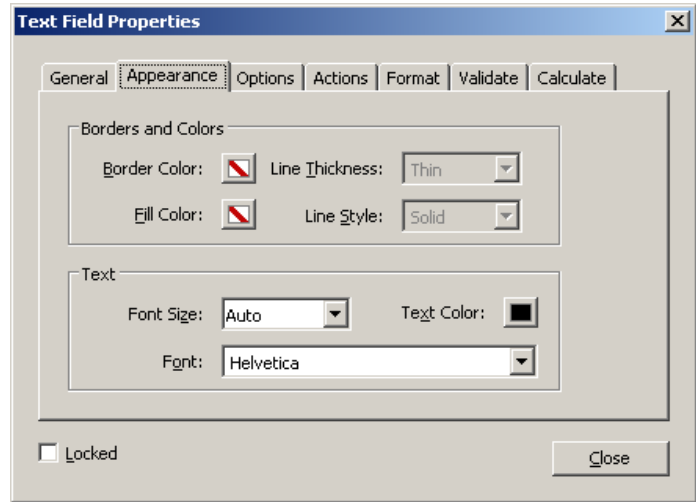 Text Field Properties
General Appearance Options Actions Format Validate Calculate
Borders and Colors
Border Color: Line Thickness: Thin
Fill Color: Line Style: Solid
Text
Font Size: Auto Text Color:
Font: Helvetica
Locked Close